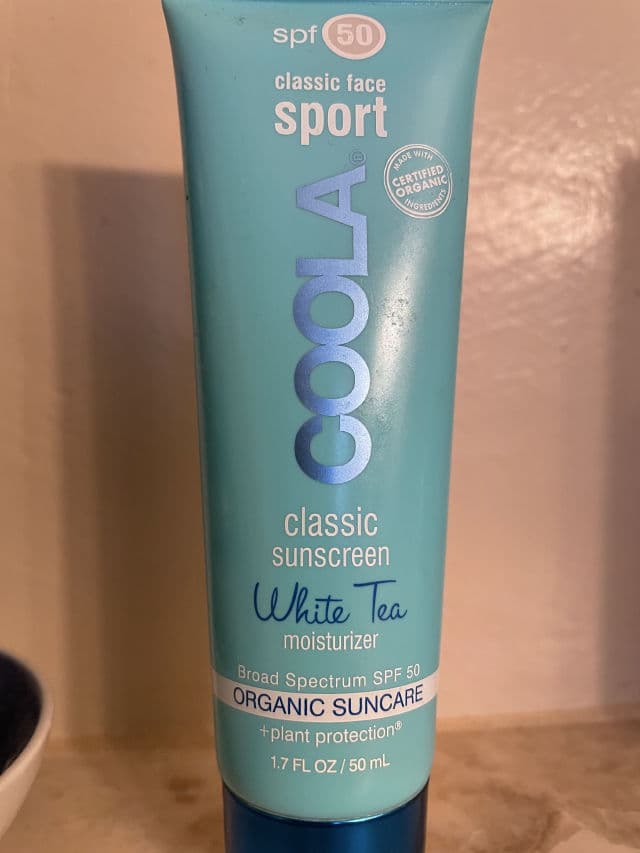 spf 50
classic face
sport
COOLA®
MADE WITH
CERTIFIED
ORGANIC
INGREDIENTS
classic
sunscreen
White Tea
moisturizer
Broad Spectrum SPF 50
ORGANIC SUNCARE
+plant protection®
1.7 FL OZ / 50 mL